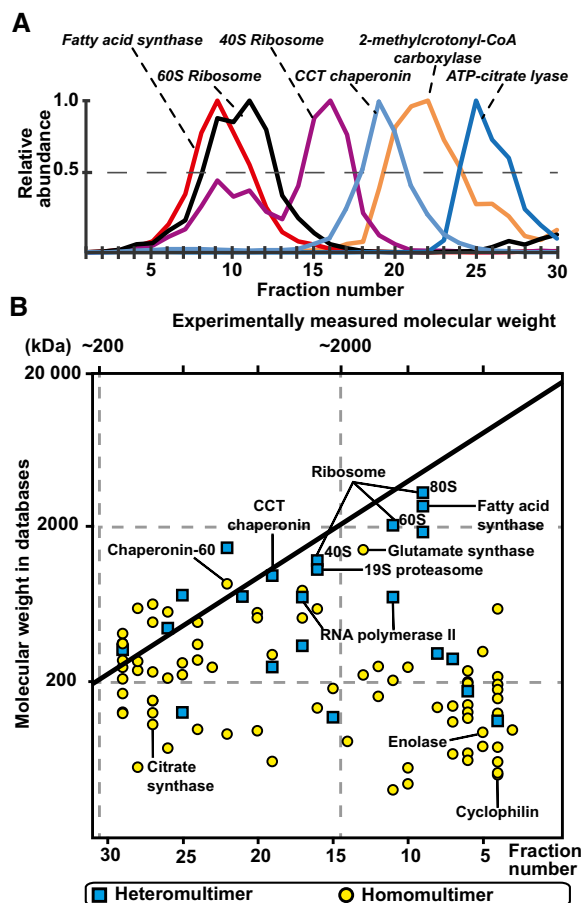 A
Fatty acid synthase
40S Ribosome
2-methylcrotonyl-CoA
carboxylase
60S Ribosome
CCT chaperonin
ATP-citrate lyase
Relative
abundance
1.0
0.5
5
10
15
20
25
30
Fraction number
B
Experimentally measured molecular weight
(kDa)
~200
~2000
20 000
2000
200
Molecular weight in databases
Ribosome
80S
CCT
chaperonin
60S
Fatty acid
synthase
Chaperonin-60
40S
Glutamate synthase
19S proteasome
RNA polymerase II
Enolase
Citrate
synthase
Cyclophilin
30
25
20
15
10
5
Fraction
number
Heteromultimer
Homomultimer